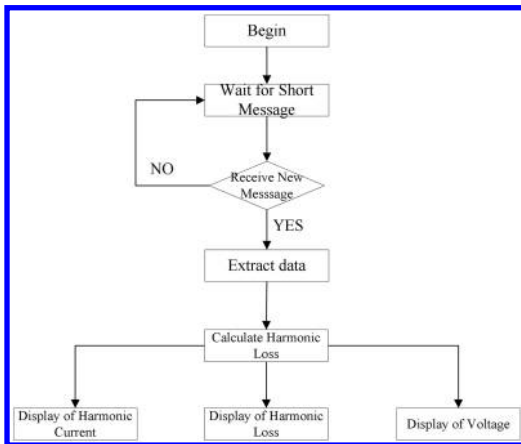 Begin
Wait for Short
Message
NO
Receive New
Messsage
YES
Extract data
Calculate Harmonic
Loss
Display of Harmonic
Current
Display of Harmonic
Loss
Display of Voltage